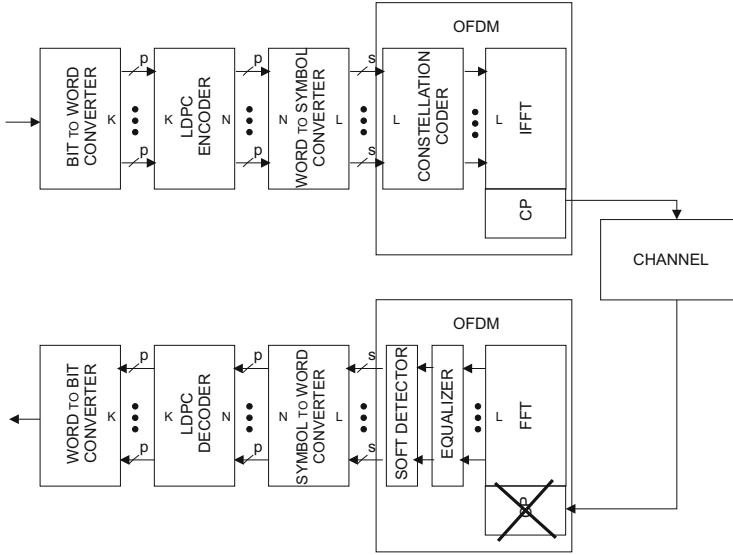 OFDM
p p s
BIT TO WORD
CONVERTER
K
K
LDPC
ENCODER
N
N
WORD TO SYMBOL
CONVERTER
L
L
CONSTELLATION
CODER
L
IFFT
p p s
CP
CHANNEL
OFDM
p p s
WORD TO BIT
CONVERTER
K
K
LDPC
DECODER
N
N
SYMBOL TO WORD
CONVERTER
L
SOFT DETECTOR
EQUALIZER
L
FFT
p p s
CP